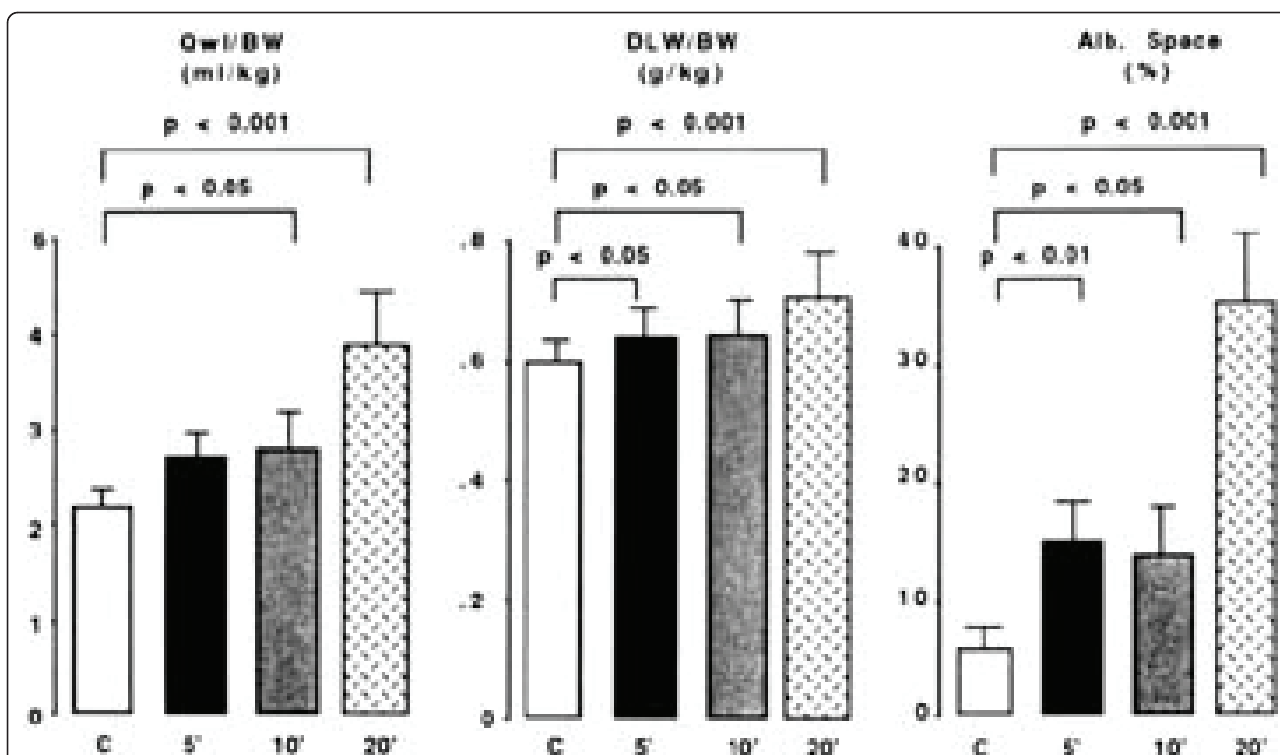 Qwl/BW
(ml/kg)
p < 0.001
p < 0.05
5
4
3
2
1
0
C 5' 10' 20'
DLW/BW
(g/kg)
p < 0.001
p < 0.05
p < 0.05
.8
.6
.4
.2
0
C 5' 10' 20'
Alb. Space
(%)
p < 0.001
p < 0.05
p < 0.01
40
30
20
10
0
C 5' 10' 20'